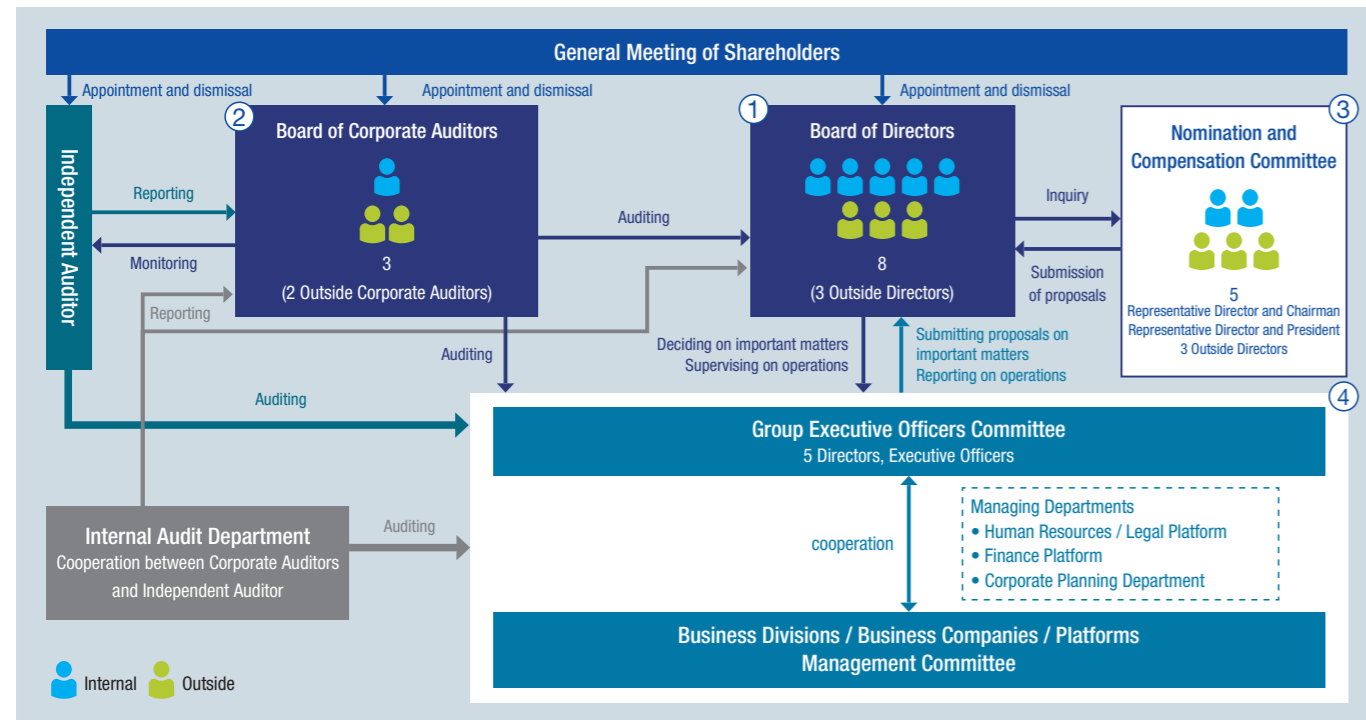 General Meeting of Shareholders
Appointment and dismissal
Appointment and dismissal
Appointment and dismissal
Independent Auditor
2
Board of Corporate Auditors
3
(2 Outside Corporate Auditors)
1
Board of Directors
8
(3 Outside Directors)
3
Nomination and
Compensation Committee
5
Representative Director and Chairman
Representative Director and President
3 Outside Directors
Reporting
Monitoring
Reporting
Auditing
Inquiry
Submission
of proposals
Auditing
Deciding on important matters
Supervising on operations
Submitting proposals on
important matters
Reporting on operations
Auditing
4
Group Executive Officers Committee
5 Directors, Executive Officers
Internal Audit Department
Cooperation between Corporate Auditors
and Independent Auditor
Auditing
cooperation
Managing Departments
• Human Resources / Legal Platform
• Finance Platform
• Corporate Planning Department
Business Divisions / Business Companies / Platforms
Management Committee
Internal
Outside